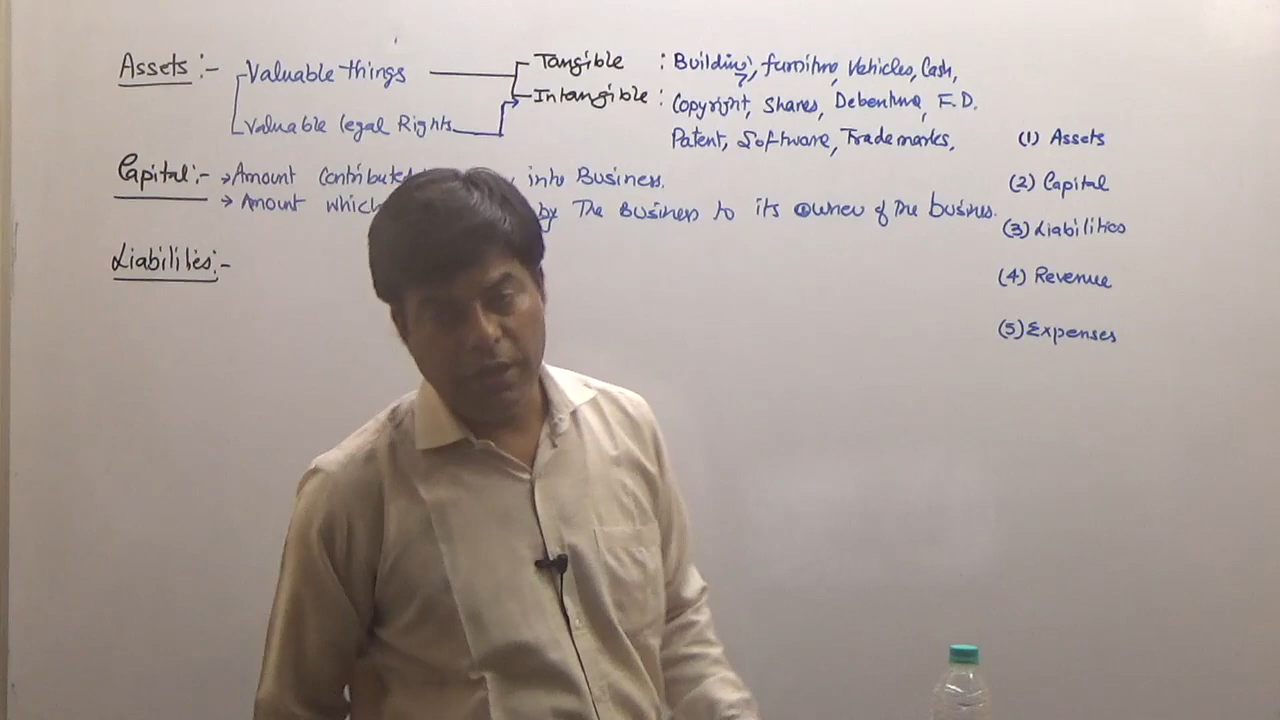 Assets :- Valuable things Tangible : Building, furniture, Vehicles, Cash,
Intangible : Copyright, Shares, Debenture, F.D.
Valuable legal Rights
Patent, Software, Trademarks,
Capital :- → Amount Contributed into Business.
→ Amount which by The Business to its owner of The busines.
Liabilities :-
(1) Assets
(2) Capital
(3) Liabilities
(4) Revenue
(5) Expenses